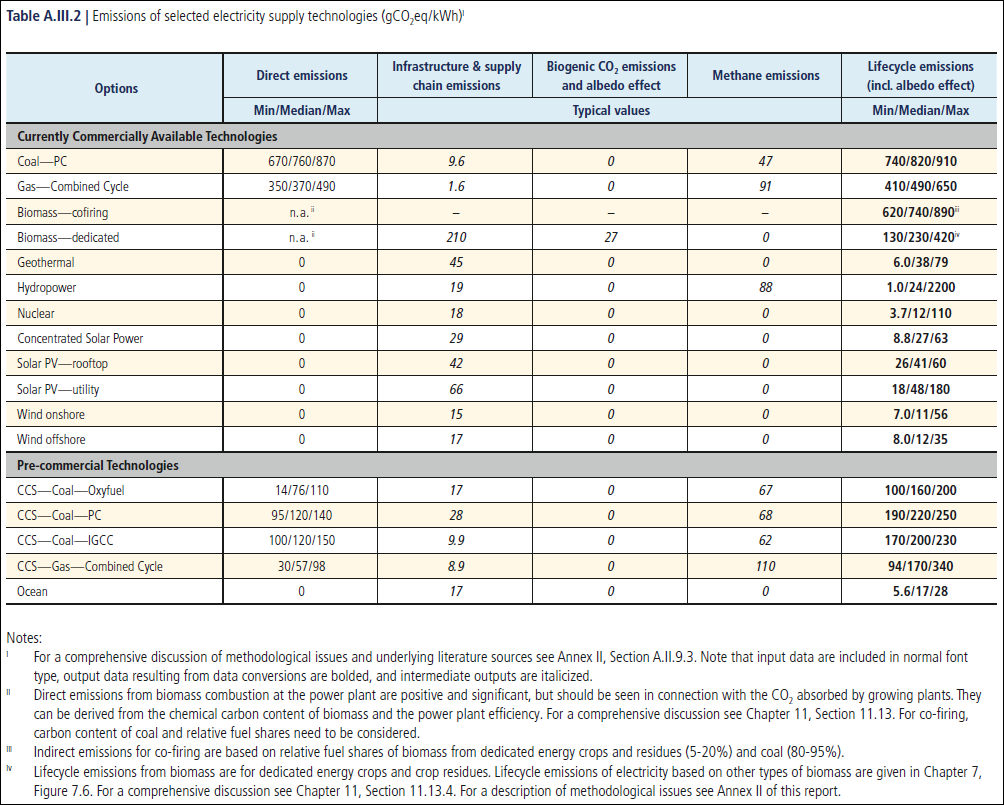 Table A.III.2 | Emissions of selected electricity supply technologies (gCO₂eq/kWh)ⁱ
Options
Direct emissions
Infrastructure & supply
chain emissions
Biogenic CO₂ emissions
and albedo effect
Methane emissions
Lifecycle emissions
(incl. albedo effect)
Min/Median/Max Typical values Min/Median/Max
Currently Commercially Available Technologies
Coal—PC 670/760/870 9.6 0 47 740/820/910
Gas—Combined Cycle 350/370/490 1.6 0 91 410/490/650
Biomass—cofiring n.a. ii – – – 620/740/890iii
Biomass—dedicated n.a. ii 210 27 0 130/230/420iv
Geothermal 0 45 0 0 6.0/38/79
Hydropower 0 19 0 88 1.0/24/2200
Nuclear 0 18 0 0 3.7/12/110
Concentrated Solar Power 0 29 0 0 8.8/27/63
Solar PV—rooftop 0 42 0 0 26/41/60
Solar PV—utility 0 66 0 0 18/48/180
Wind onshore 0 15 0 0 7.0/11/56
Wind offshore 0 17 0 0 8.0/12/35
Pre-commercial Technologies
CCS—Coal—Oxyfuel 14/76/110 17 0 67 100/160/200
CCS—Coal—PC 95/120/140 28 0 68 190/220/250
CCS—Coal—IGCC 100/120/150 9.9 0 62 170/200/230
CCS—Gas—Combined Cycle 30/57/98 8.9 0 110 94/170/340
Ocean 0 17 0 0 5.6/17/28
Notes:
I For a comprehensive discussion of methodological issues and underlying literature sources see Annex II, Section A.II.9.3. Note that input data are included in normal font
type, output data resulting from data conversions are bolded, and intermediate outputs are italicized.
II Direct emissions from biomass combustion at the power plant are positive and significant, but should be seen in connection with the CO₂ absorbed by growing plants. They
can be derived from the chemical carbon content of biomass and the power plant efficiency. For a comprehensive discussion see Chapter 11, Section 11.13. For co-firing,
carbon content of coal and relative fuel shares need to be considered.
III Indirect emissions for co-firing are based on relative fuel shares of biomass from dedicated energy crops and residues (5-20%) and coal (80-95%).
IV Lifecycle emissions from biomass are for dedicated energy crops and crop residues. Lifecycle emissions of electricity based on other types of biomass are given in Chapter 7,
Figure 7.6. For a comprehensive discussion see Chapter 11, Section 11.13.4. For a description of methodological issues see Annex II of this report.